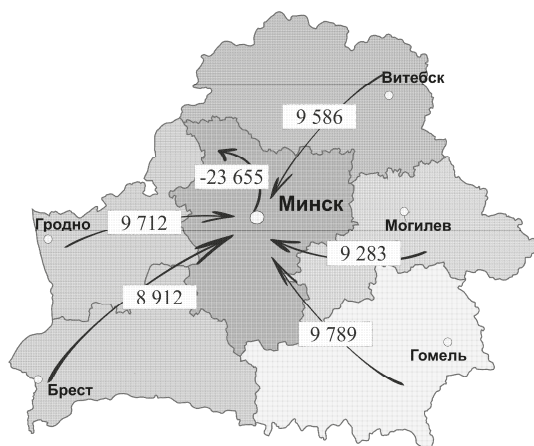 Витебск
9 586
-23 655
Минск
Гродно
9 712
Могилев
9 283
8 912
9 789
Гомель
Брест